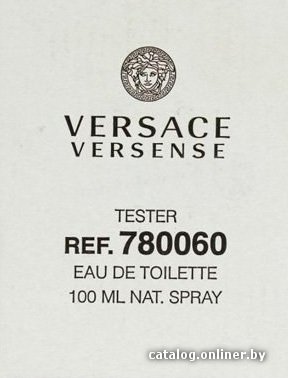 VERSACE
VERSENSE
TESTER
REF. 780060
EAU DE TOILETTE
100 ML NAT. SPRAY
catalog.onliner.by